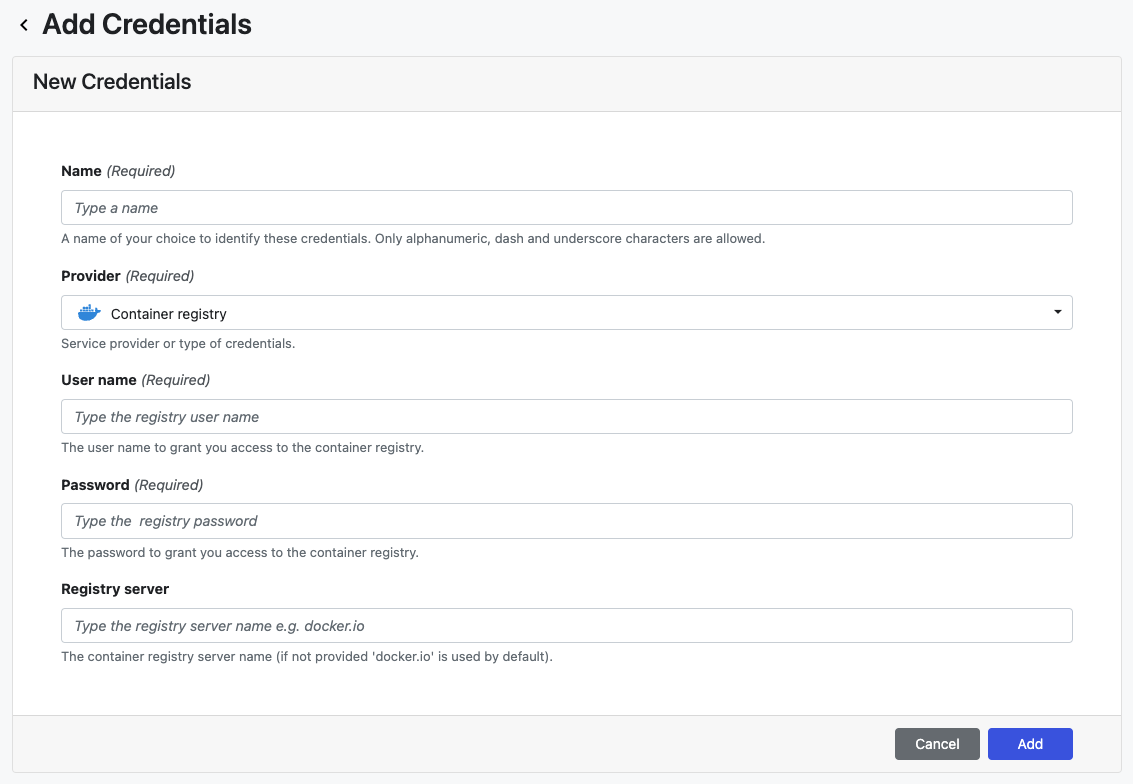 Add Credentials
New Credentials
Name (Required)
Type a name
A name of your choice to identify these credentials. Only alphanumeric, dash and underscore characters are allowed.
Provider (Required)
Container registry
Service provider or type of credentials.
User name (Required)
Type the registry user name
The user name to grant you access to the container registry.
Password (Required)
Type the  registry password
The password to grant you access to the container registry.
Registry server
Type the registry server name e.g. docker.io
The container registry server name (if not provided 'docker.io' is used by default).
Cancel Add